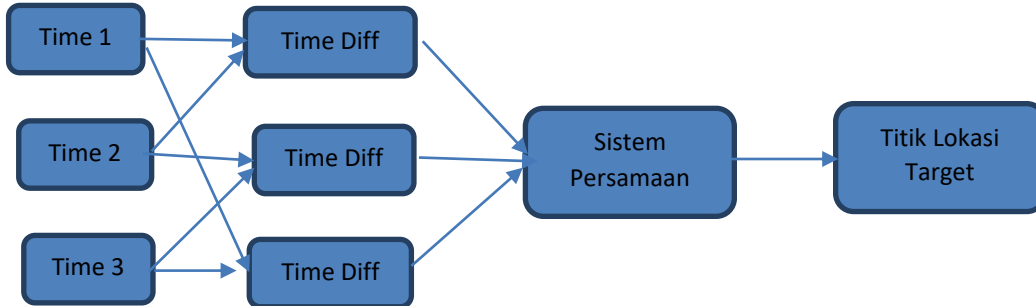 Time 1
Time Diff
Time 2
Time Diff
Sistem
Persamaan
Titik Lokasi
Target
Time 3
Time Diff